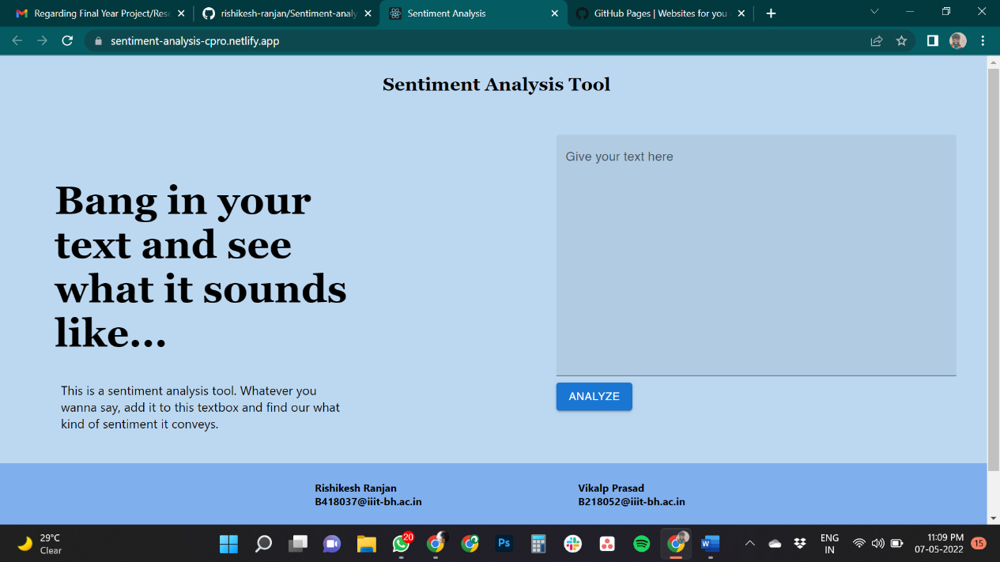 Regarding Final Year Project/Rese
rishikesh-ranjan/Sentiment-analy
Sentiment Analysis
GitHub Pages | Websites for you
sentiment-analysis-cpro.netlify.app
Sentiment Analysis Tool
Bang in your
text and see
what it sounds
like...
This is a sentiment analysis tool. Whatever you
wanna say, add it to this textbox and find our what
kind of sentiment it conveys.
Give your text here
ANALYZE
Rishikesh Ranjan
B418037@iiit-bh.ac.in
Vikalp Prasad
B218052@iiit-bh.ac.in
29°C
Clear
20
Ps
W
ENG
IN
11:09 PM
07-05-2022
15